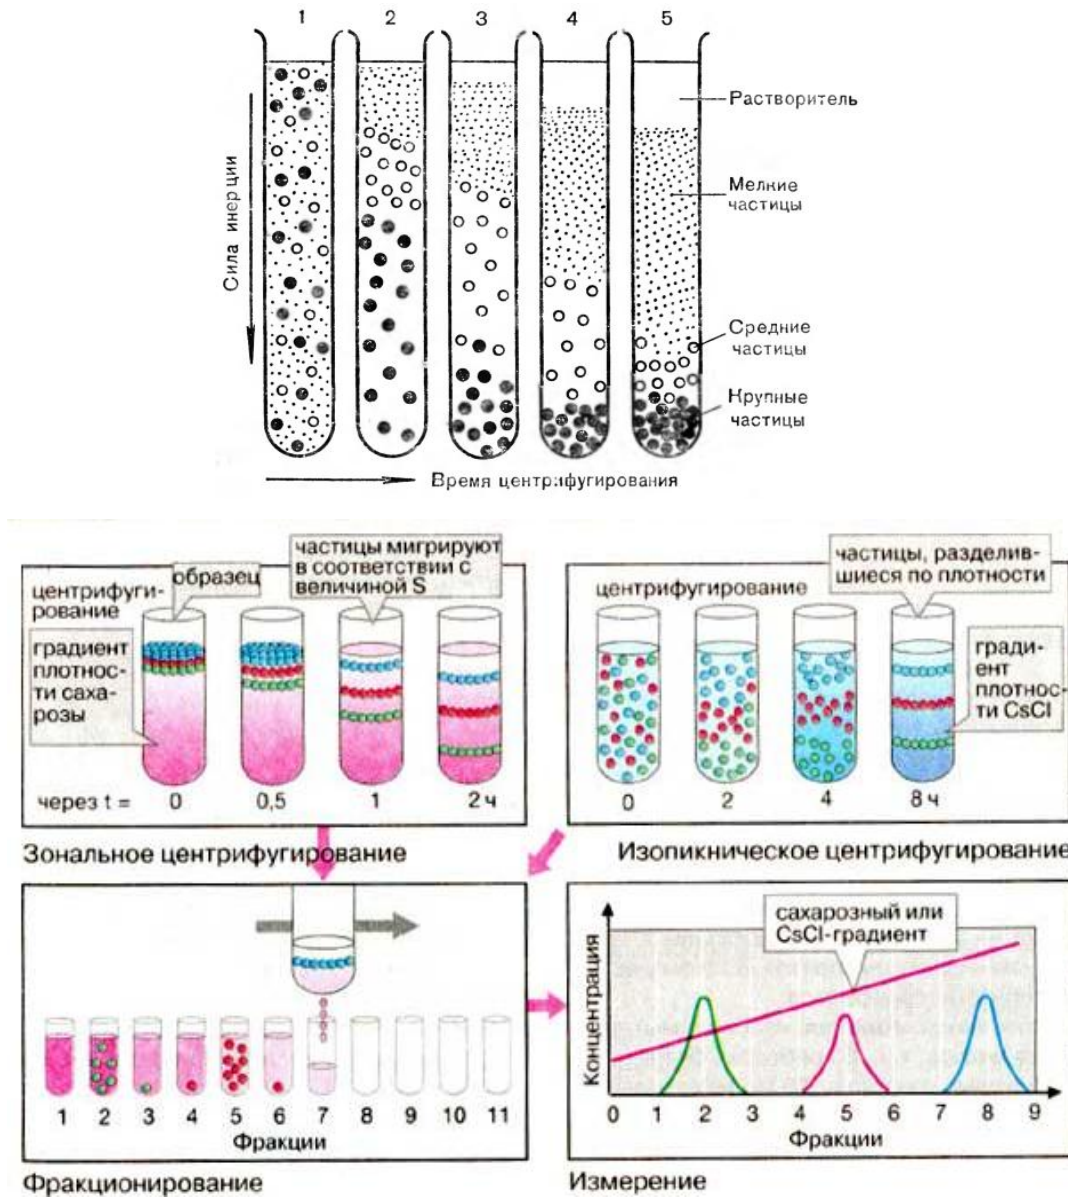 1 2 3 4 5
Растворитель
Мелкие
частицы
Сила инерции
Средние
частицы
Крупные
частицы
Время центрифугирования
центрифуги-
рование
образец
частицы мигрируют
в соответствии с
величиной S
градиент
плотнос-
ти саха-
розы
через t = 0 0,5 1 2 ч
Зональное центрифугирование
центрифугирование
частицы, разделив-
шиеся по плотности
гради-
ент
плотнос-
ти CsCl
0 2 4 8 ч
Изопикническое центрифугирование
1 2 3 4 5 6 7 8 9 10 11
Фракции
Фракционирование
сахарозный или
CsCl-градиент
Концентрация
0 1 2 3 4 5 6 7 8 9
Фракции
Измерение